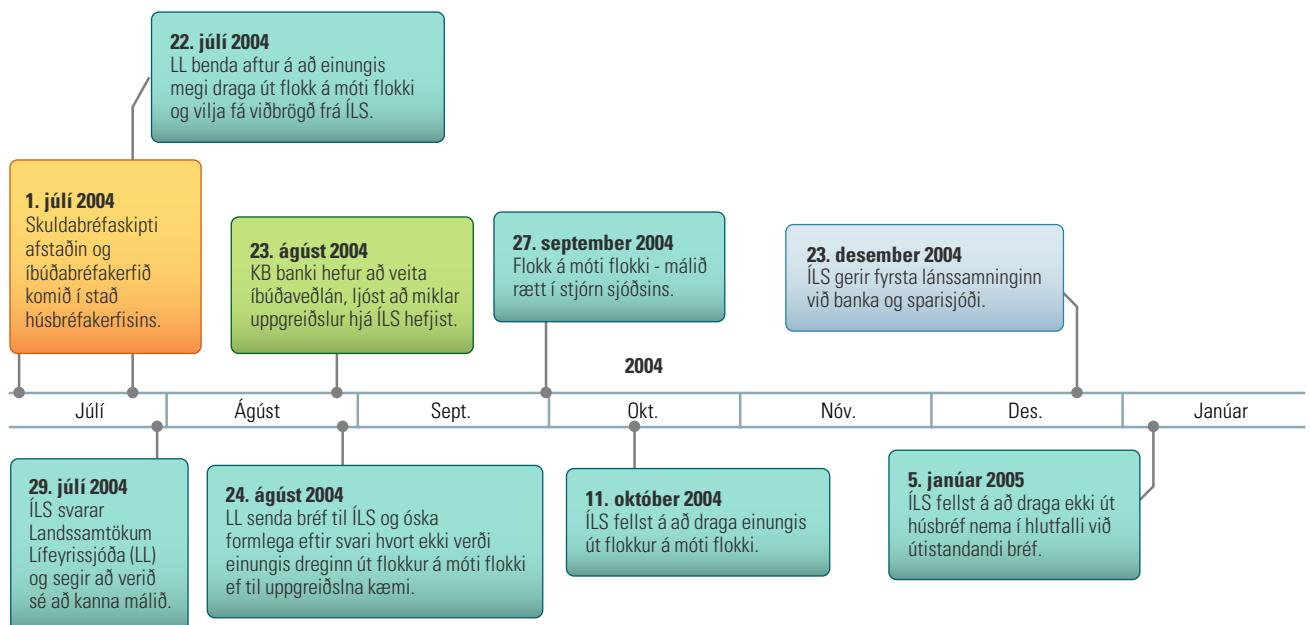 22. júlí 2004
LL benda aftur á að einungis
megi draga út flokk á móti flokki
og vilja fá viðbrögð frá ÍLS.
1. júlí 2004
Skuldabréfaskipti
afstaðin og
íbúðabréfakerfið
komið í stað
húsbréfakerfisins.
23. ágúst 2004
KB banki hefur að veita
íbúðaveðlán, ljóst að miklar
uppgreiðslur hjá ÍLS hefjist.
27. september 2004
Flokk á móti flokki - málið
rætt í stjórn sjóðsins.
23. desember 2004
ÍLS gerir fyrsta lánssamninginn
við banka og sparisjóði.
2004
Júlí
Ágúst
Sept.
Okt.
Nóv.
Des.
Janúar
29. júlí 2004
ÍLS svarar
Landssamtökum
Lífeyrissjóða (LL)
og segir að verið
sé að kanna málið.
24. ágúst 2004
LL senda bréf til ÍLS og óska
formlega eftir svari hvort ekki verði
einungis dreginn út flokkur á móti flokki
ef til uppgreiðslna kæmi.
11. október 2004
ÍLS fellst á að draga einungis
út flokkur á móti flokki.
5. janúar 2005
ÍLS fellst á að draga ekki út
húsbréf nema í hlutfalli við
útistandandi bréf.